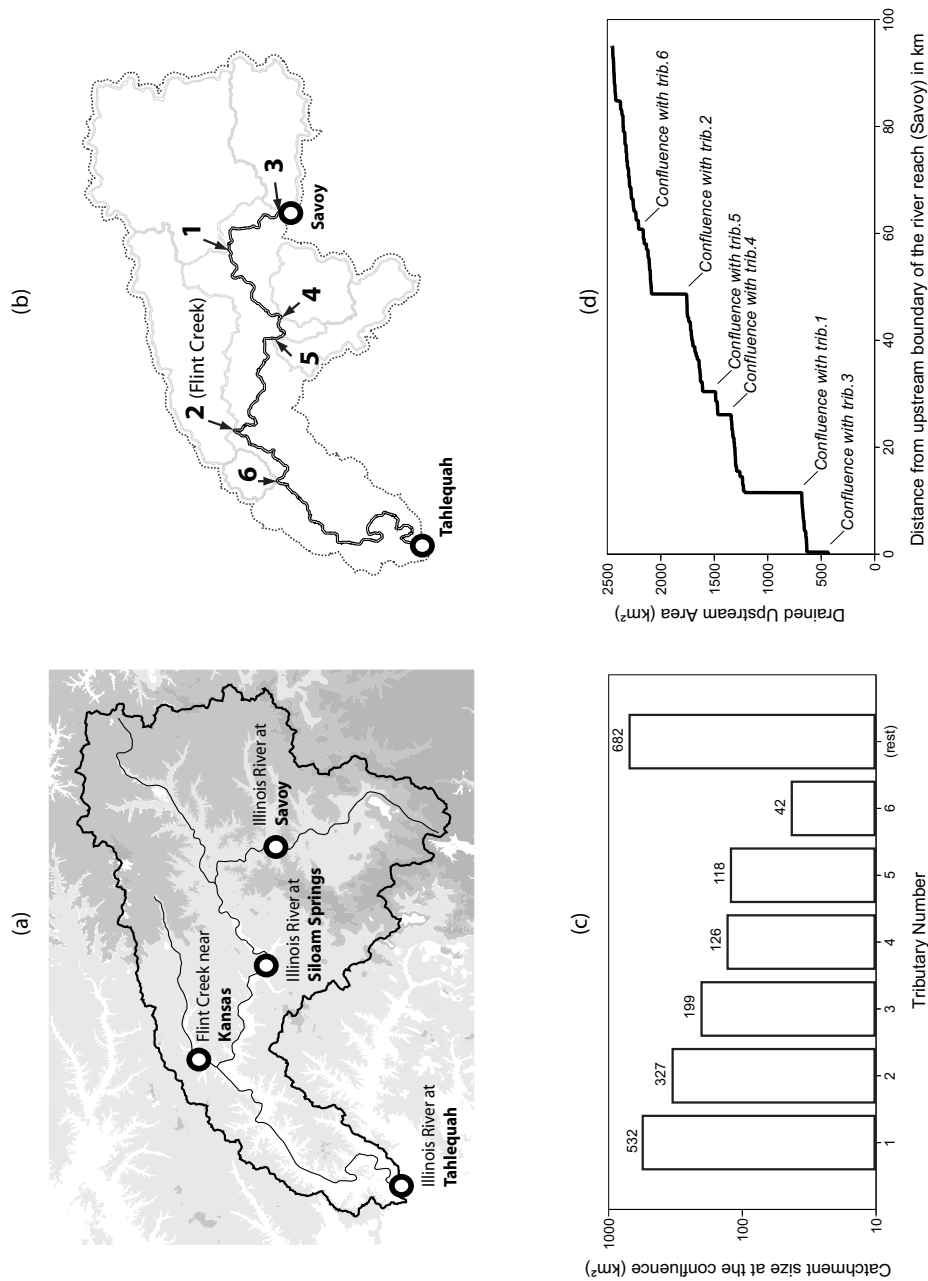 (a)
Flint Creek near
Kansas
Illinois River at
Savoy
Illinois River at
Siloam Springs
Illinois River at
Tahlequah
(b)
1
2 (Flint Creek)
3
6
4
5
Savoy
Tahlequah
(c)
Catchment size at the confluence (km²)
1000
100
10
532
327
199
126
118
42
682
1
2
3
4
5
6
(rest)
Tributary Number
(d)
Drained Upstream Area (km²)
2500
2000
1500
1000
500
0
Confluence with trib.6
Confluence with trib.2
Confluence with trib.5
Confluence with trib.4
Confluence with trib.1
Confluence with trib.3
0
20
40
60
80
100
Distance from upstream boundary of the river reach (Savoy) in km